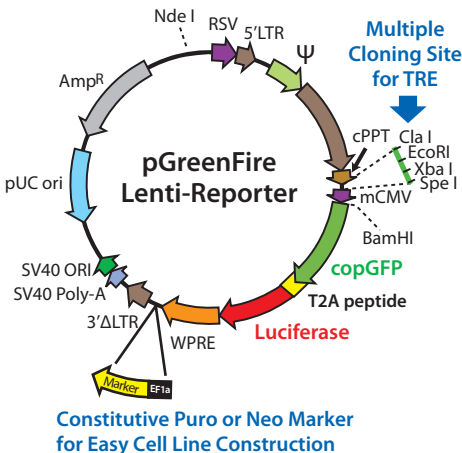 Nde I
RSV
5'LTR
Ψ
Multiple
Cloning Site
for TRE
AmpR
cPPT
Cla I
EcoRI
Xba I
Spe I
pGreenFire
Lenti-Reporter
pUC ori
mCMV
BamHI
copGFP
SV40 ORI
T2A peptide
SV40 Poly-A
3'ΔLTR
WPRE
Luciferase
Marker
EF1a
Constitutive Puro or Neo Marker
for Easy Cell Line Construction